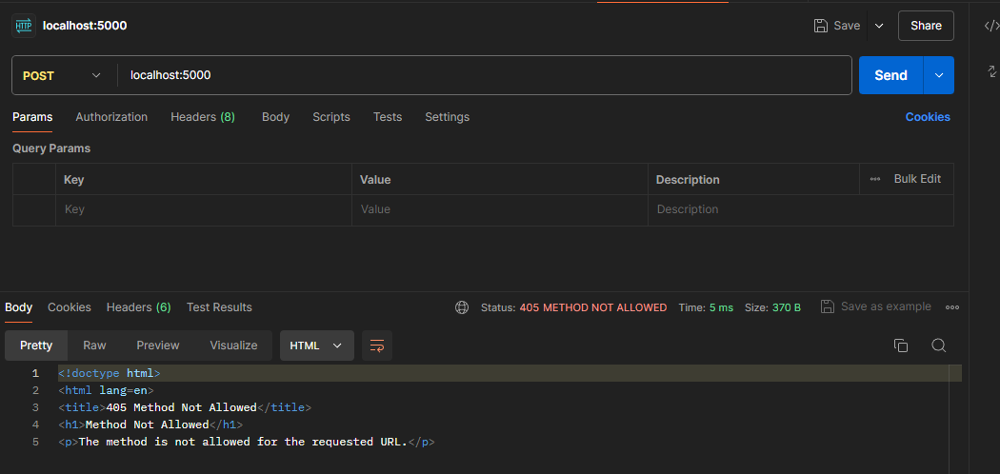 HTTP localhost:5000 Save Share </>
POST localhost:5000 Send
Params Authorization Headers (8) Body Scripts Tests Settings Cookies
Query Params
Key Value Description Bulk Edit
Key Value Description
Body Cookies Headers (6) Test Results Status: 405 METHOD NOT ALLOWED Time: 5 ms Size: 370 B Save as example
Pretty Raw Preview Visualize HTML
1 <!doctype html>
2 <html lang=en>
3 <title>405 Method Not Allowed</title>
4 <h1>Method Not Allowed</h1>
5 <p>The method is not allowed for the requested URL.</p>